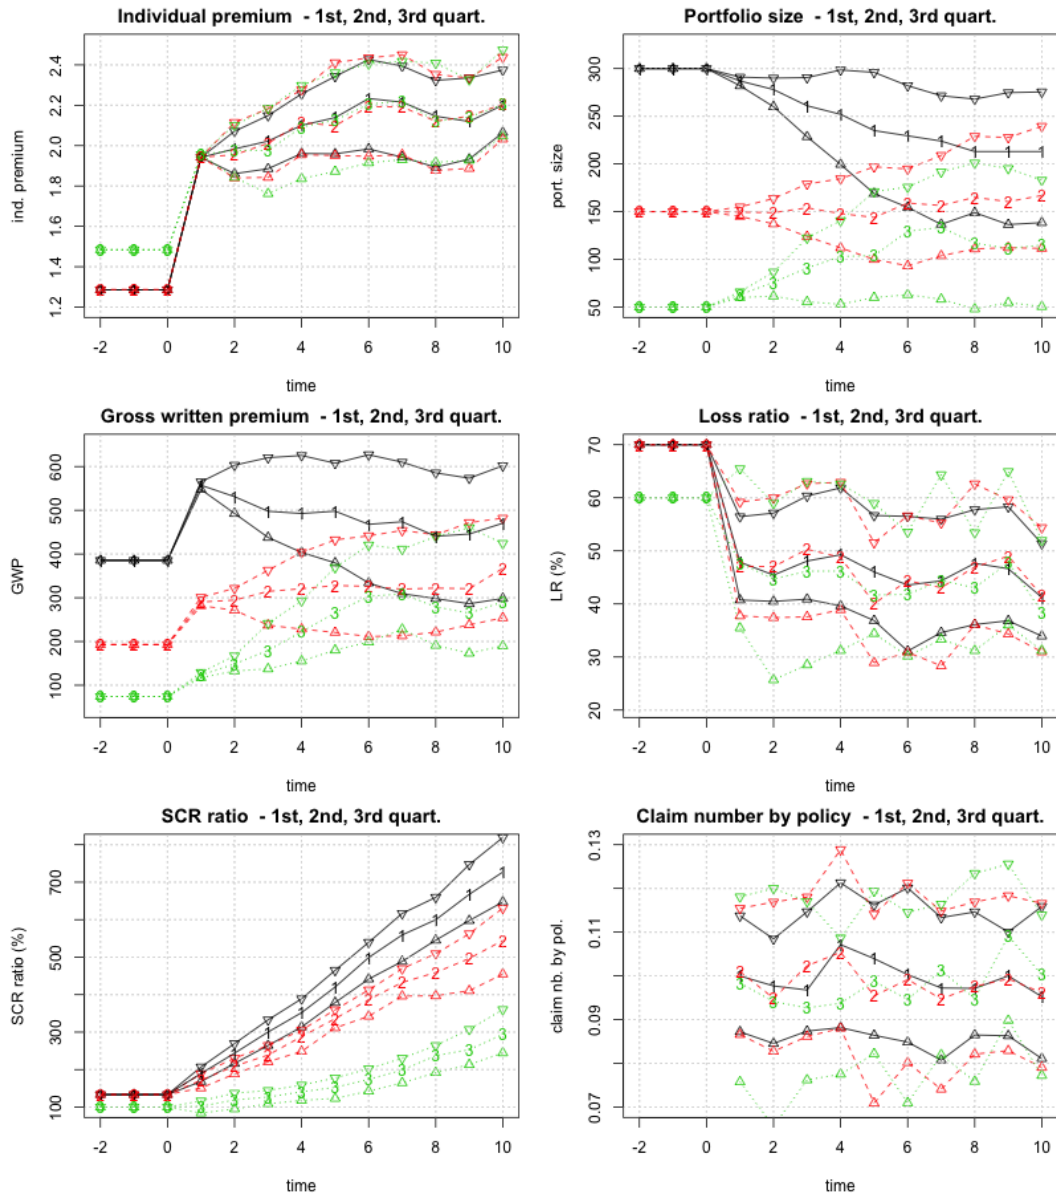 Individual premium - 1st, 2nd, 3rd quart.
ind. premium
1.2 1.4 1.6 1.8 2.0 2.2 2.4
-2 0 2 4 6 8 10
time
Portfolio size - 1st, 2nd, 3rd quart.
port. size
50 100 150 200 250 300
-2 0 2 4 6 8 10
time
Gross written premium - 1st, 2nd, 3rd quart.
GWP
100 200 300 400 500 600
-2 0 2 4 6 8 10
time
Loss ratio - 1st, 2nd, 3rd quart.
LR (%)
20 30 40 50 60 70
-2 0 2 4 6 8 10
time
SCR ratio - 1st, 2nd, 3rd quart.
SCR ratio (%)
100 300 500 700
-2 0 2 4 6 8 10
time
Claim number by policy - 1st, 2nd, 3rd quart.
claim nb. by pol.
0.07 0.09 0.11 0.13
-2 0 2 4 6 8 10
time